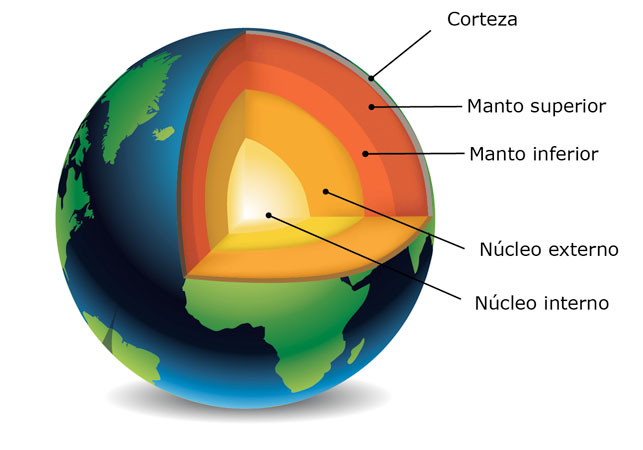 Corteza
Manto superior
Manto inferior
Núcleo externo
Núcleo interno